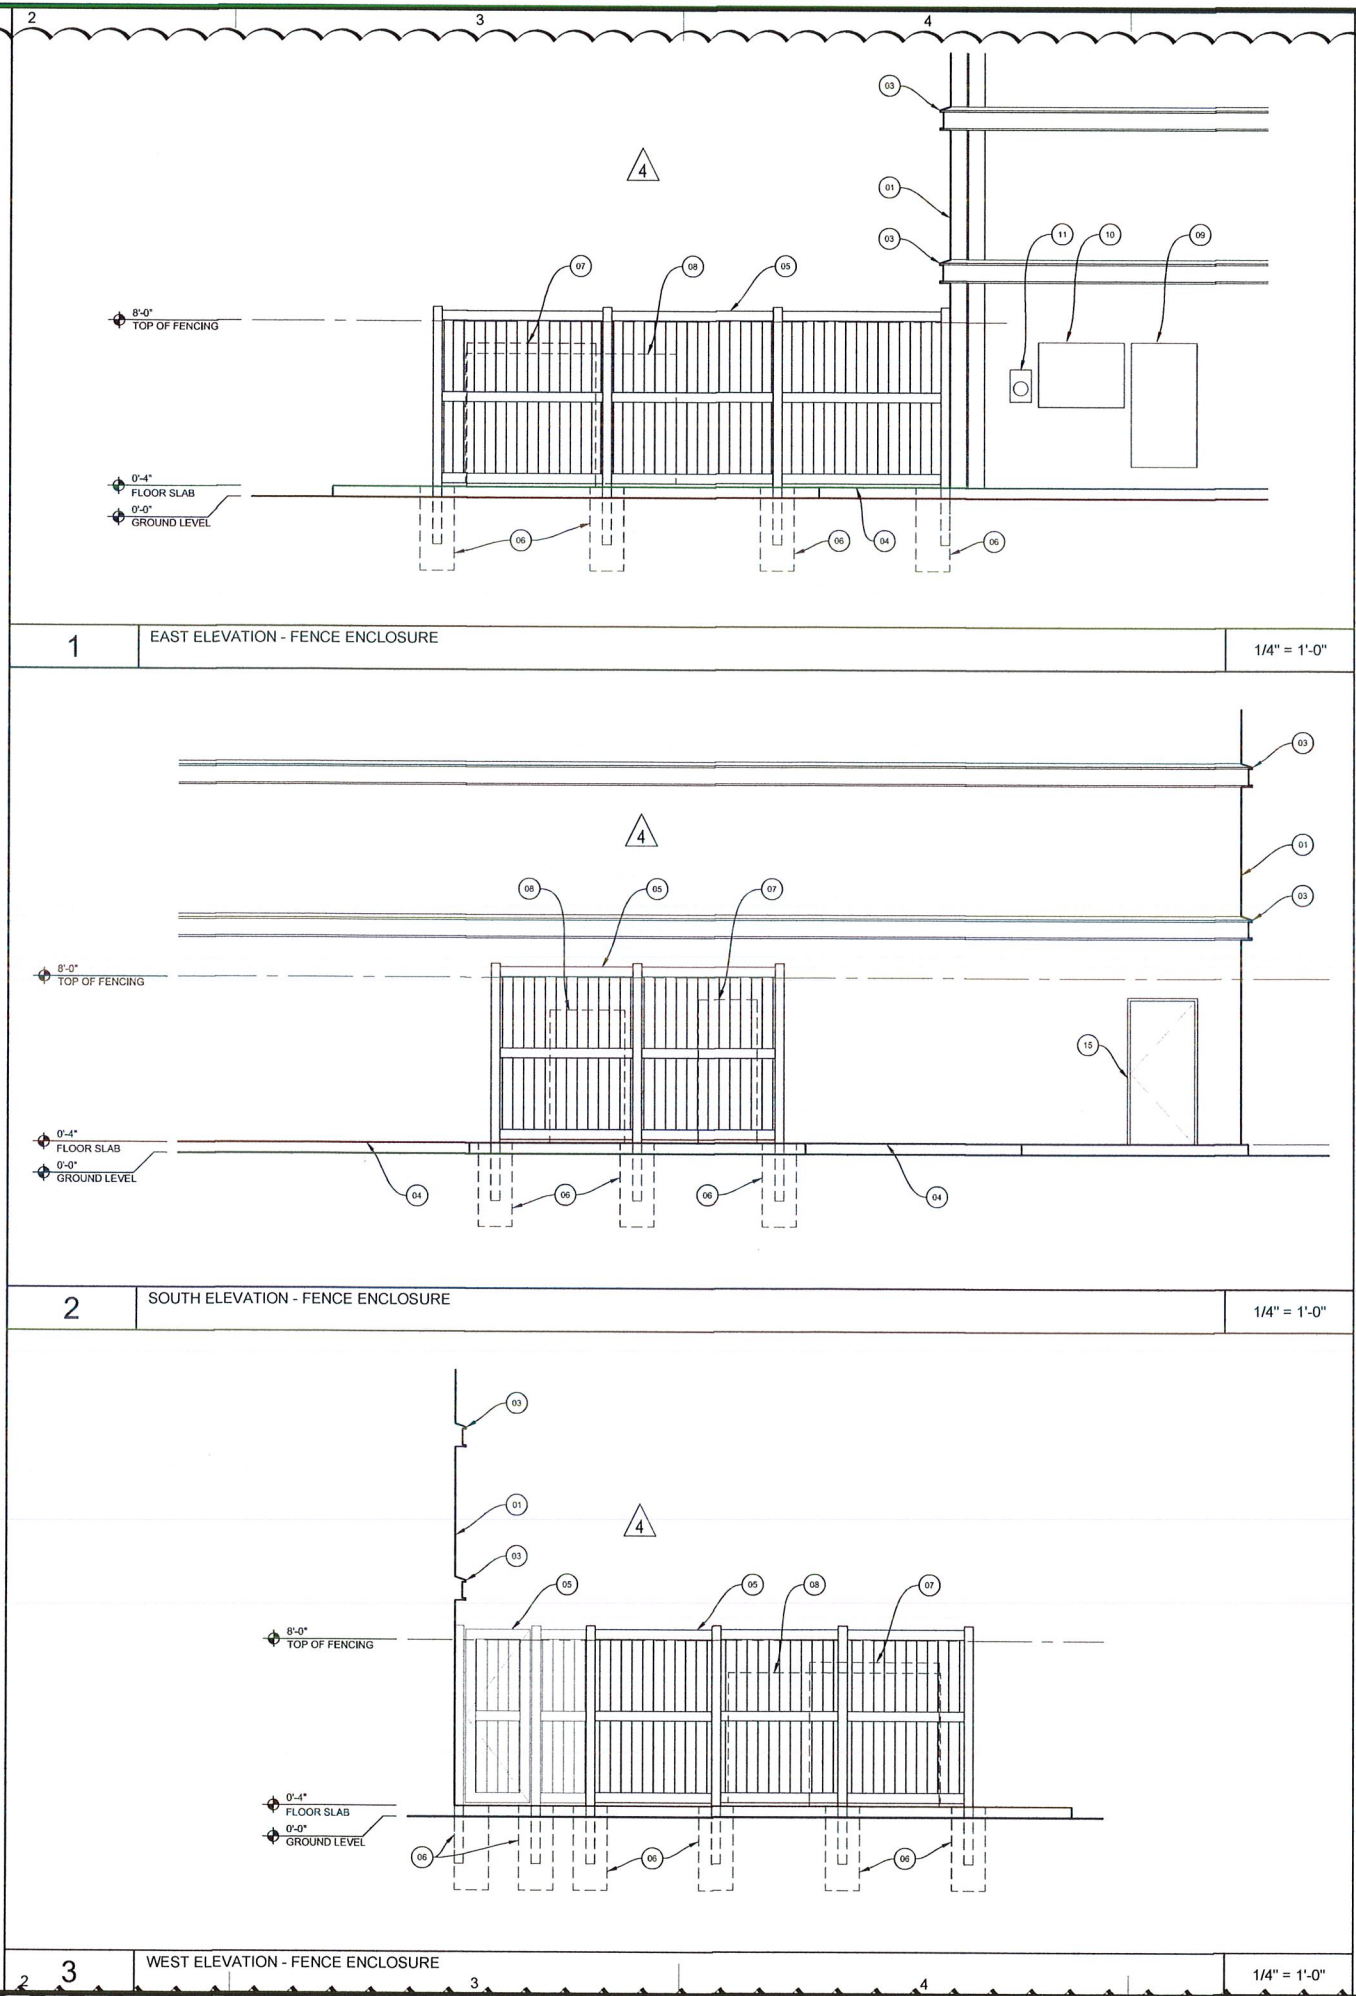 2 3 4
03
4
01
11 10 09
03
07 08 05
8'-0"
TOP OF FENCING
0'-4"
FLOOR SLAB
0'-0"
GROUND LEVEL
06 06 04 06
1 EAST ELEVATION - FENCE ENCLOSURE 1/4" = 1'-0"
03
4
01
08 05 07
03
8'-0"
TOP OF FENCING
15
0'-4"
FLOOR SLAB
0'-0"
GROUND LEVEL
04 06 06 04
2 SOUTH ELEVATION - FENCE ENCLOSURE 1/4" = 1'-0"
03
01
4
03
05 05 08 07
8'-0"
TOP OF FENCING
0'-4"
FLOOR SLAB
0'-0"
GROUND LEVEL
06 06 06
3 WEST ELEVATION - FENCE ENCLOSURE 1/4" = 1'-0"
2 3 4